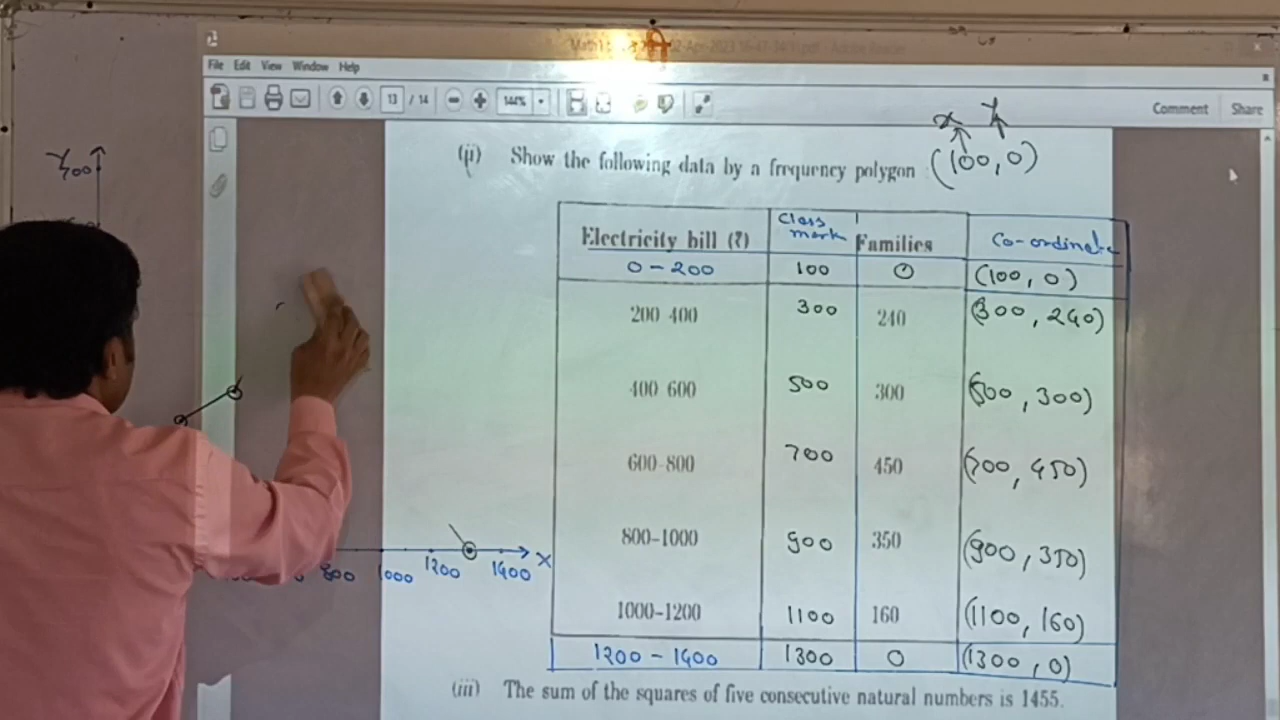 File Edit View Window Help
13 / 14
144%
Comment Share
x y
(ii) Show the following data by a frequency polygon : (100,0)
Y
700
Electricity bill (₹) Class mark Families Co-ordinate
0-200 100 0 (100, 0)
200-400 300 240 (300, 240)
400-600 500 300 (500, 300)
600-800 700 450 (700, 450)
800-1000 900 350 (900, 350)
1000-1200 1100 160 (1100, 160)
1200-1400 1300 0 (1300, 0)
800 1000 1200 1400 X
(iii) The sum of the squares of five consecutive natural numbers is 1455.